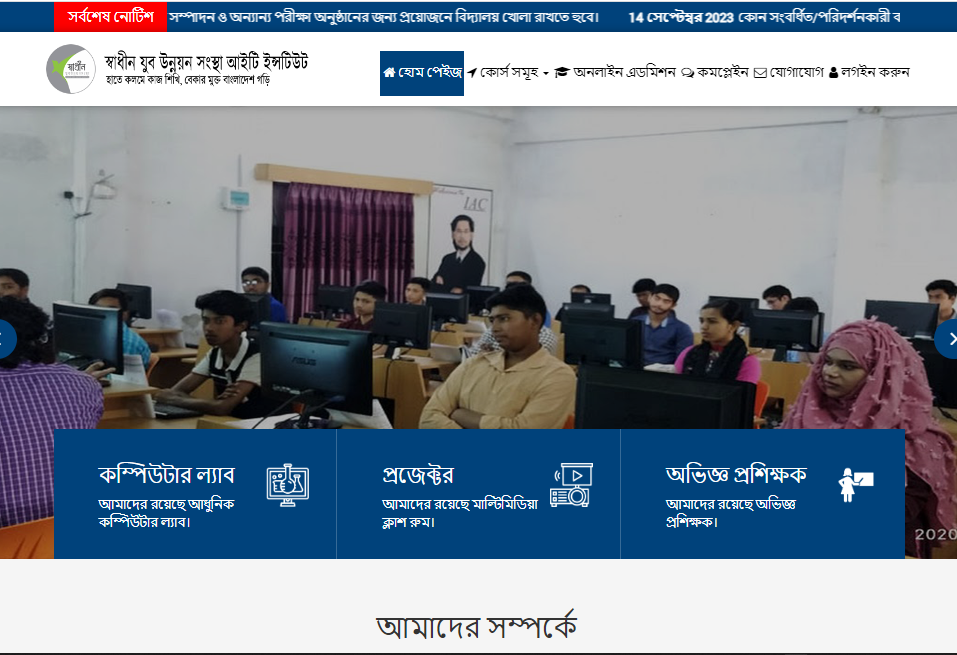 সর্বশেষ নোটিশ সম্পাদন ও অন্যান্য পরীক্ষা অনুষ্ঠানের জন্য প্রয়োজনে বিদ্যালয় খোলা রাখতে হবে। 14 সেপ্টেম্বর 2023 কোন সংবর্ধিত/পরিদর্শনকারী ব
স্বাধীন যুব উন্নয়ন সংস্থা আইটি ইন্সটিউট
হাতে কলমে কাজ শিখি, বেকার মুক্ত বাংলাদেশ গড়ি
স্বাধীন
হোম পেইজ কোর্স সমূহ অনলাইন এডমিশন কমপ্লেইন যোগাযোগ লগইন করুন
IAC
ASUS
কম্পিউটার ল্যাব
আমাদের রয়েছে আধুনিক
কম্পিউটার ল্যাব।
প্রজেক্টর
আমাদের রয়েছে মাল্টিমিডিয়া
ক্লাশ রুম।
অভিজ্ঞ প্রশিক্ষক
আমাদের রয়েছে অভিজ্ঞ
প্রশিক্ষক।
2020
আমাদের সম্পর্কে